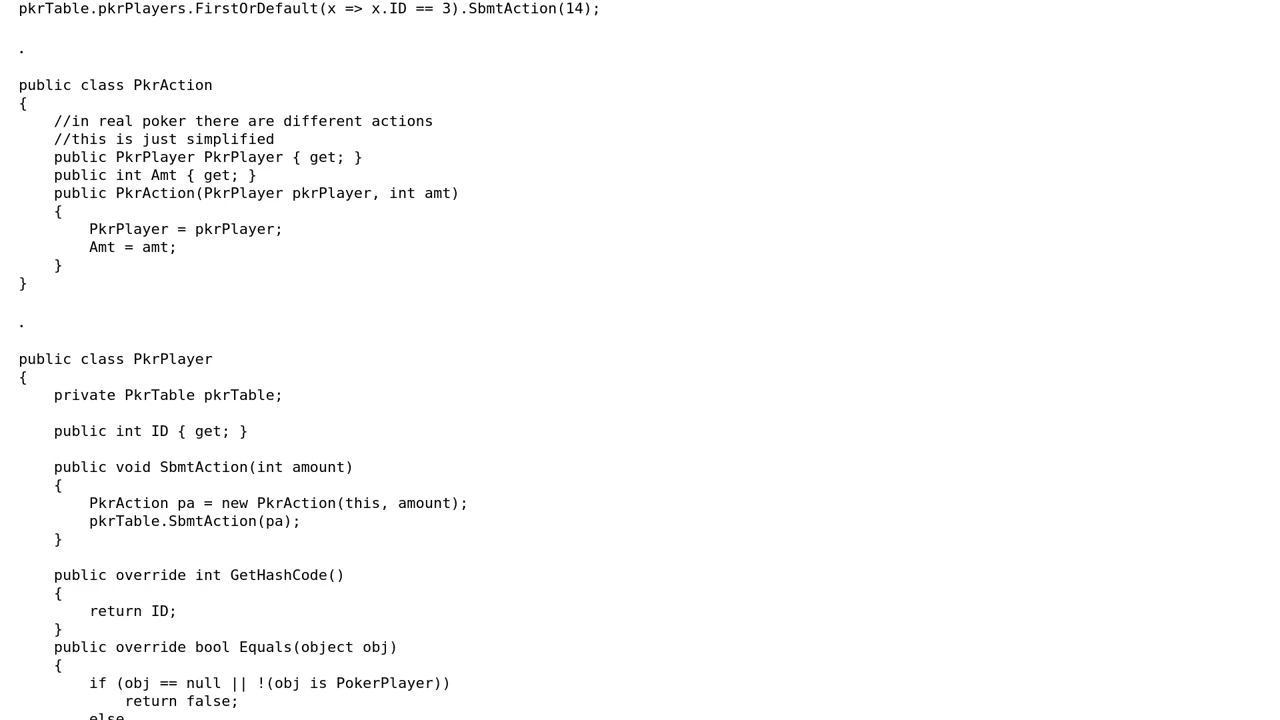 pkrTable.pkrPlayers.FirstOrDefault(x => x.ID == 3).SbmtAction(14);
.
public class PkrAction
{
    //in real poker there are different actions
    //this is just simplified
    public PkrPlayer PkrPlayer { get; }
    public int Amt { get; }
    public PkrAction(PkrPlayer pkrPlayer, int amt)
    {
        PkrPlayer = pkrPlayer;
        Amt = amt;
    }
}
.
public class PkrPlayer
{
    private PkrTable pkrTable;
    public int ID { get; }
    public void SbmtAction(int amount)
    {
        PkrAction pa = new PkrAction(this, amount);
        pkrTable.SbmtAction(pa);
    }
    public override int GetHashCode()
    {
        return ID;
    }
    public override bool Equals(object obj)
    {
        if (obj == null || !(obj is PokerPlayer))
            return false;
        else